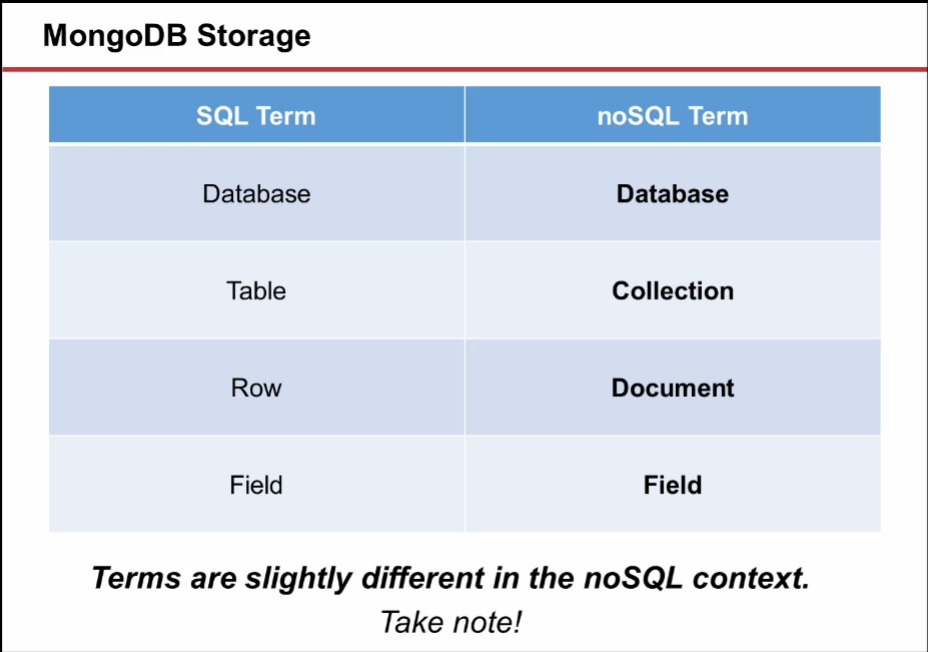 MongoDB Storage
SQL Term noSQL Term
Database Database
Table Collection
Row Document
Field Field
Terms are slightly different in the noSQL context.
Take note!